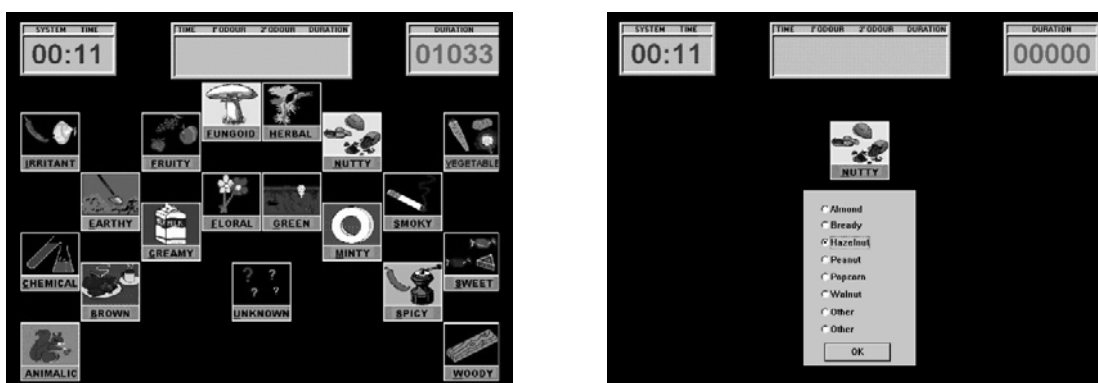 SYSTEM TIME
00:11
TIME 1°ODOUR 2°ODOUR DURATION
DURATION
01033
FUNGOID HERBAL
IRRITANT FRUITY NUTTY VEGETABLE
EARTHY FLORAL GREEN SMOKY
CREAMY MINTY
CHEMICAL SWEET
BROWN UNKNOWN SPICY
ANIMALIC WOODY
SYSTEM TIME
00:11
TIME 1°ODOUR 2°ODOUR DURATION
DURATION
00000
NUTTY
Almond
Bready
Hazelnut
Peanut
Popcorn
Walnut
Other
Other
OK